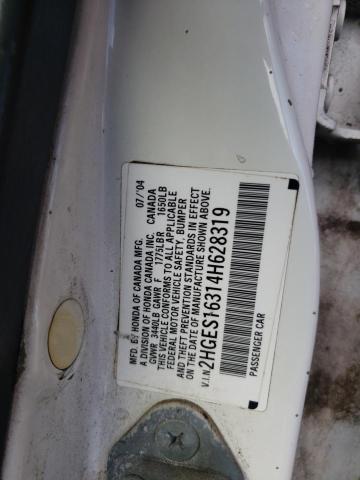 MFD. BY HONDA OF CANADA MFG. 07/'04
A DIVISION OF HONDA CANADA INC. CANADA
GVWR 3440LB GAWR F 1775LB R 1650LB
THIS VEHICLE CONFORMS TO ALL APPLICABLE
FEDERAL MOTOR VEHICLE SAFETY, BUMPER
AND THEFT PREVENTION STANDARDS IN EFFECT
ON THE DATE OF MANUFACTURE SHOWN ABOVE.
V.I.N. 2HGES16314H628319
PASSENGER CAR